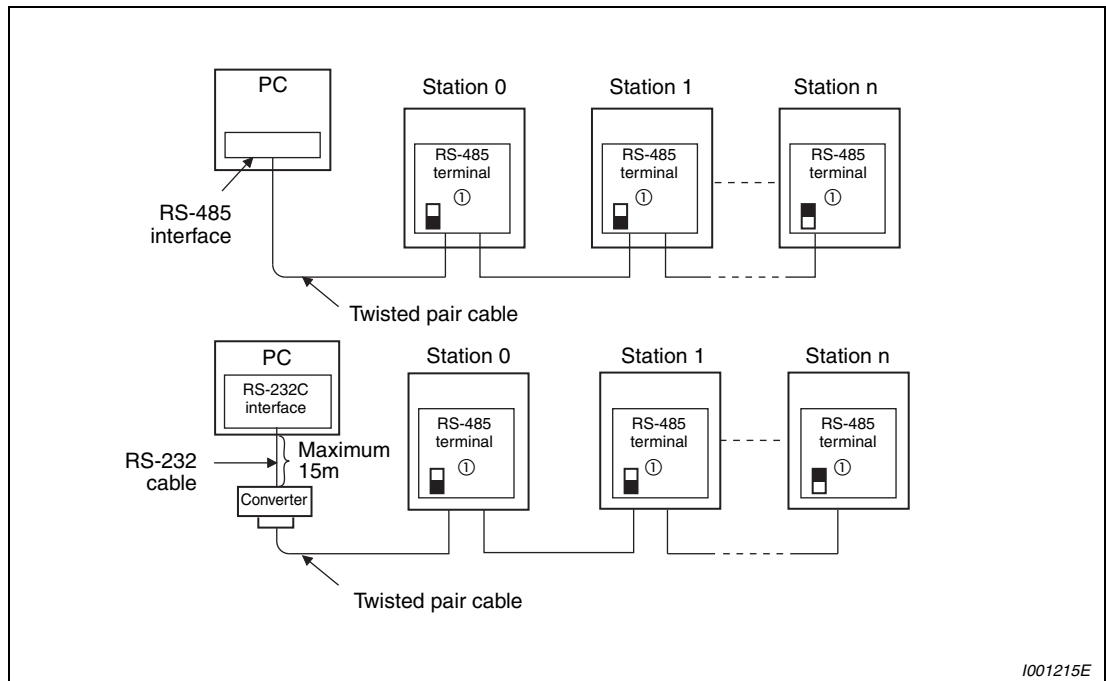 PC
Station 0
Station 1
Station n
RS-485
terminal
①
RS-485
terminal
①
RS-485
terminal
①
RS-485
interface
Twisted pair cable
PC
Station 0
Station 1
Station n
RS-232C
interface
RS-485
terminal
①
RS-485
terminal
①
RS-485
terminal
①
RS-232
cable
Maximum
15m
Converter
Twisted pair cable
I001215E